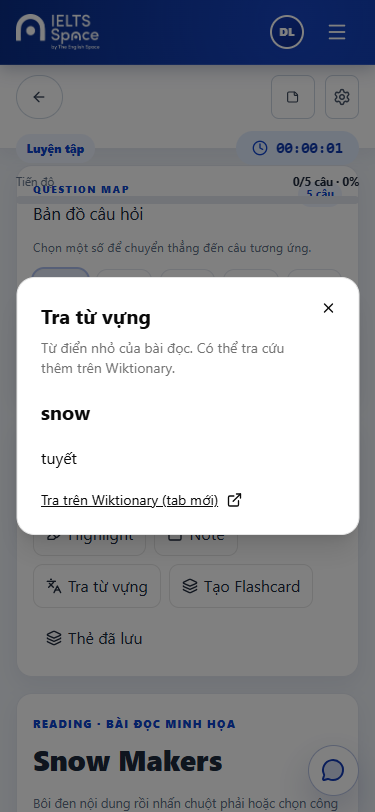 IELTS
Space
by The English Space
DL
Luyện tập
00:00:01
Tiến độ
0/5 câu · 0%
QUESTION MAP
5 câu
Bản đồ câu hỏi
Chọn một số để chuyển thẳng đến câu tương ứng.
Tra từ vựng
Từ điển nhỏ của bài đọc. Có thể tra cứu
thêm trên Wiktionary.
snow
tuyết
Tra trên Wiktionary (tab mới)
Highlight
Note
Tra từ vựng
Tạo Flashcard
Thẻ đã lưu
READING · BÀI ĐỌC MINH HỌA
Snow Makers
Bôi đen nội dung rồi nhấn chuột phải hoặc chọn công